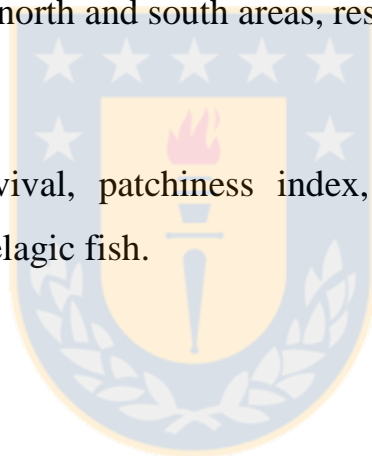 north and south areas, res
vival, patchiness index,
elagic fish.